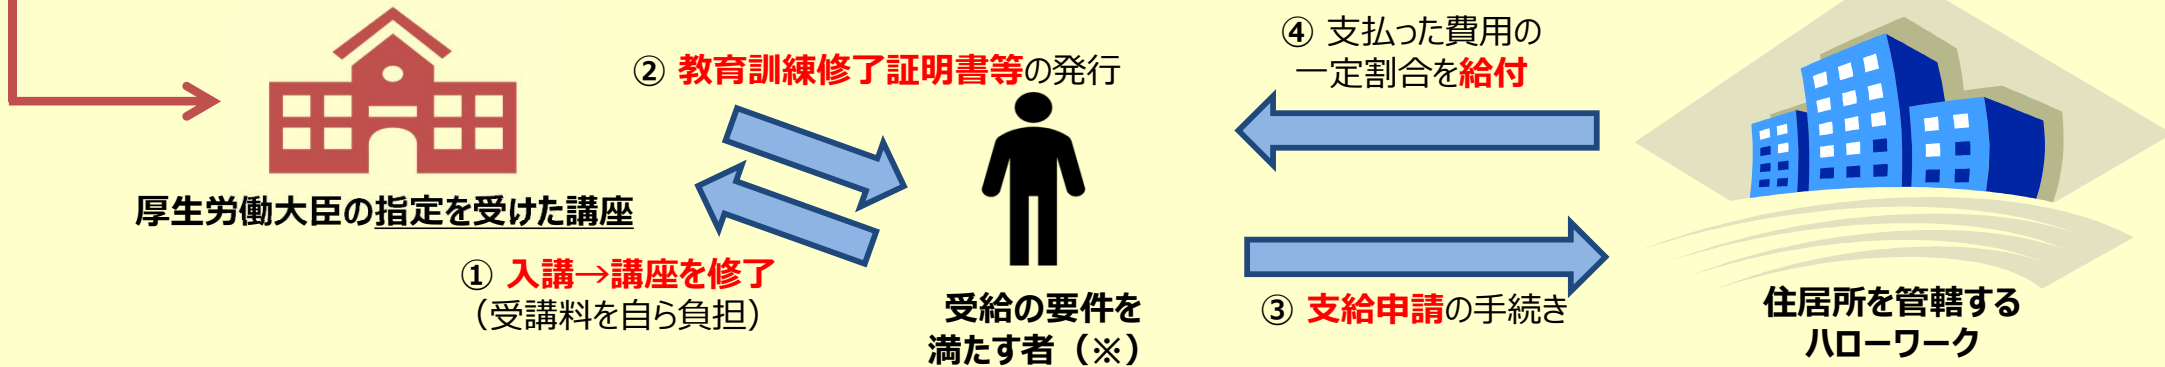 ② 教育訓練修了証明書等の発行
厚生労働大臣の指定を受けた講座
① 入講→講座を修了
（受講料を自ら負担）
受給の要件を
満たす者（※）
④ 支払った費用の
一定割合を給付
③ 支給申請の手続き
住居所を管轄する
ハローワーク